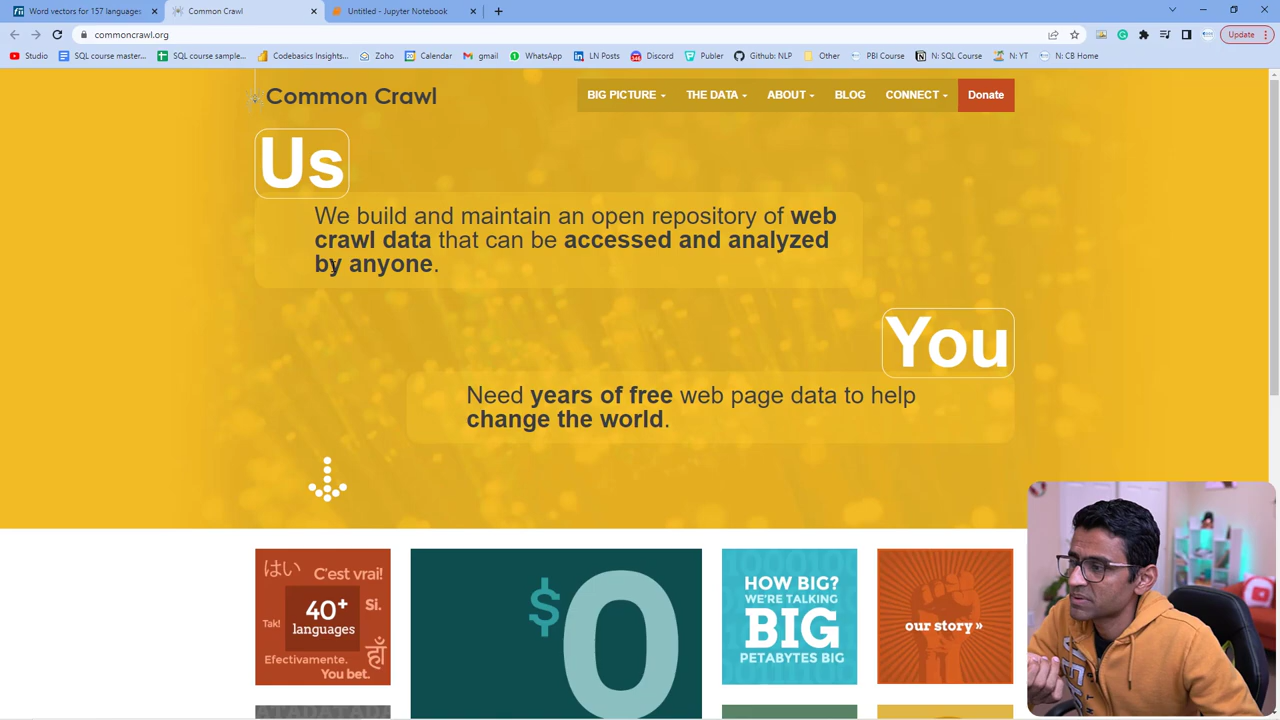 Word vectors for 157 languages
Common Crawl
Untitled - Jupyter Notebook
commoncrawl.org
Update
Studio
SQL course master...
SQL course sample...
Codebasics Insights...
Zoho
Calendar
gmail
WhatsApp
LN Posts
Discord
Publer
Github: NLP
Other
PBI Course
N: SQL Course
N: YT
N: CB Home
Common Crawl
BIG PICTURE
THE DATA
ABOUT
BLOG
CONNECT
Donate
Us
We build and maintain an open repository of web
crawl data that can be accessed and analyzed
by anyone.
You
Need years of free web page data to help
change the world.
はい
C'est vrai!
40+
languages
Si.
Tak!
हाँ
Efectivamente.
You bet.
$0
HOW BIG?
WE'RE TALKING
BIG
PETABYTES BIG
our story »